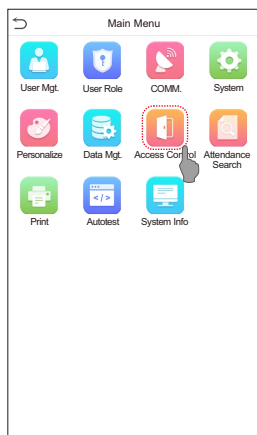 Main Menu
User Mgt.
User Role
COMM.
System
Personalize
Data Mgt.
Access Control
Attendance
Search
</>
Print
Autotest
System Info